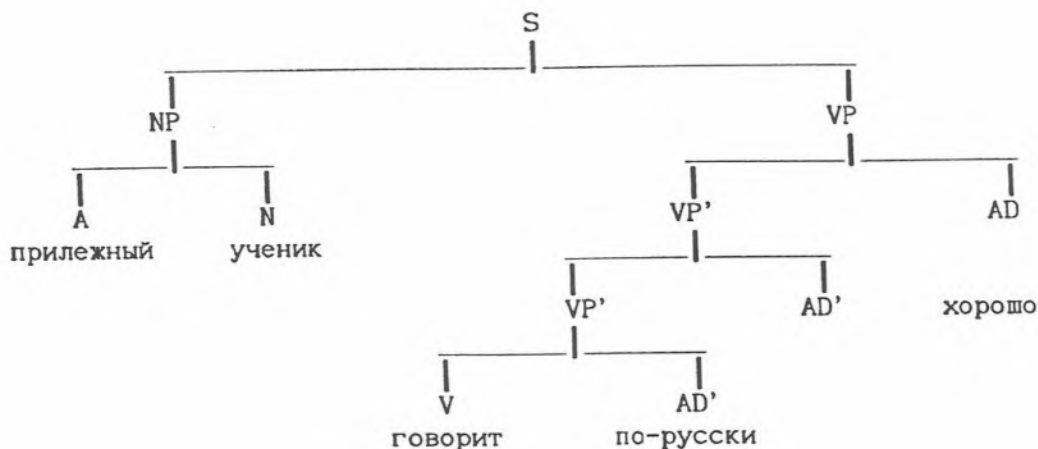 S
NP VP
A N VP' AD
прилежный ученик
VP' AD' хорошо
V AD'
говорит по-русски